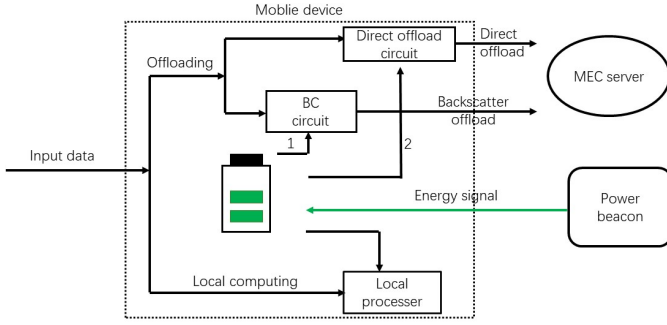 Moblie device
Direct offload
circuit
Direct
offload
Offloading
MEC server
BC
circuit
Backscatter
offload
1
2
Input data
Energy signal
Power
beacon
Local computing
Local
processer